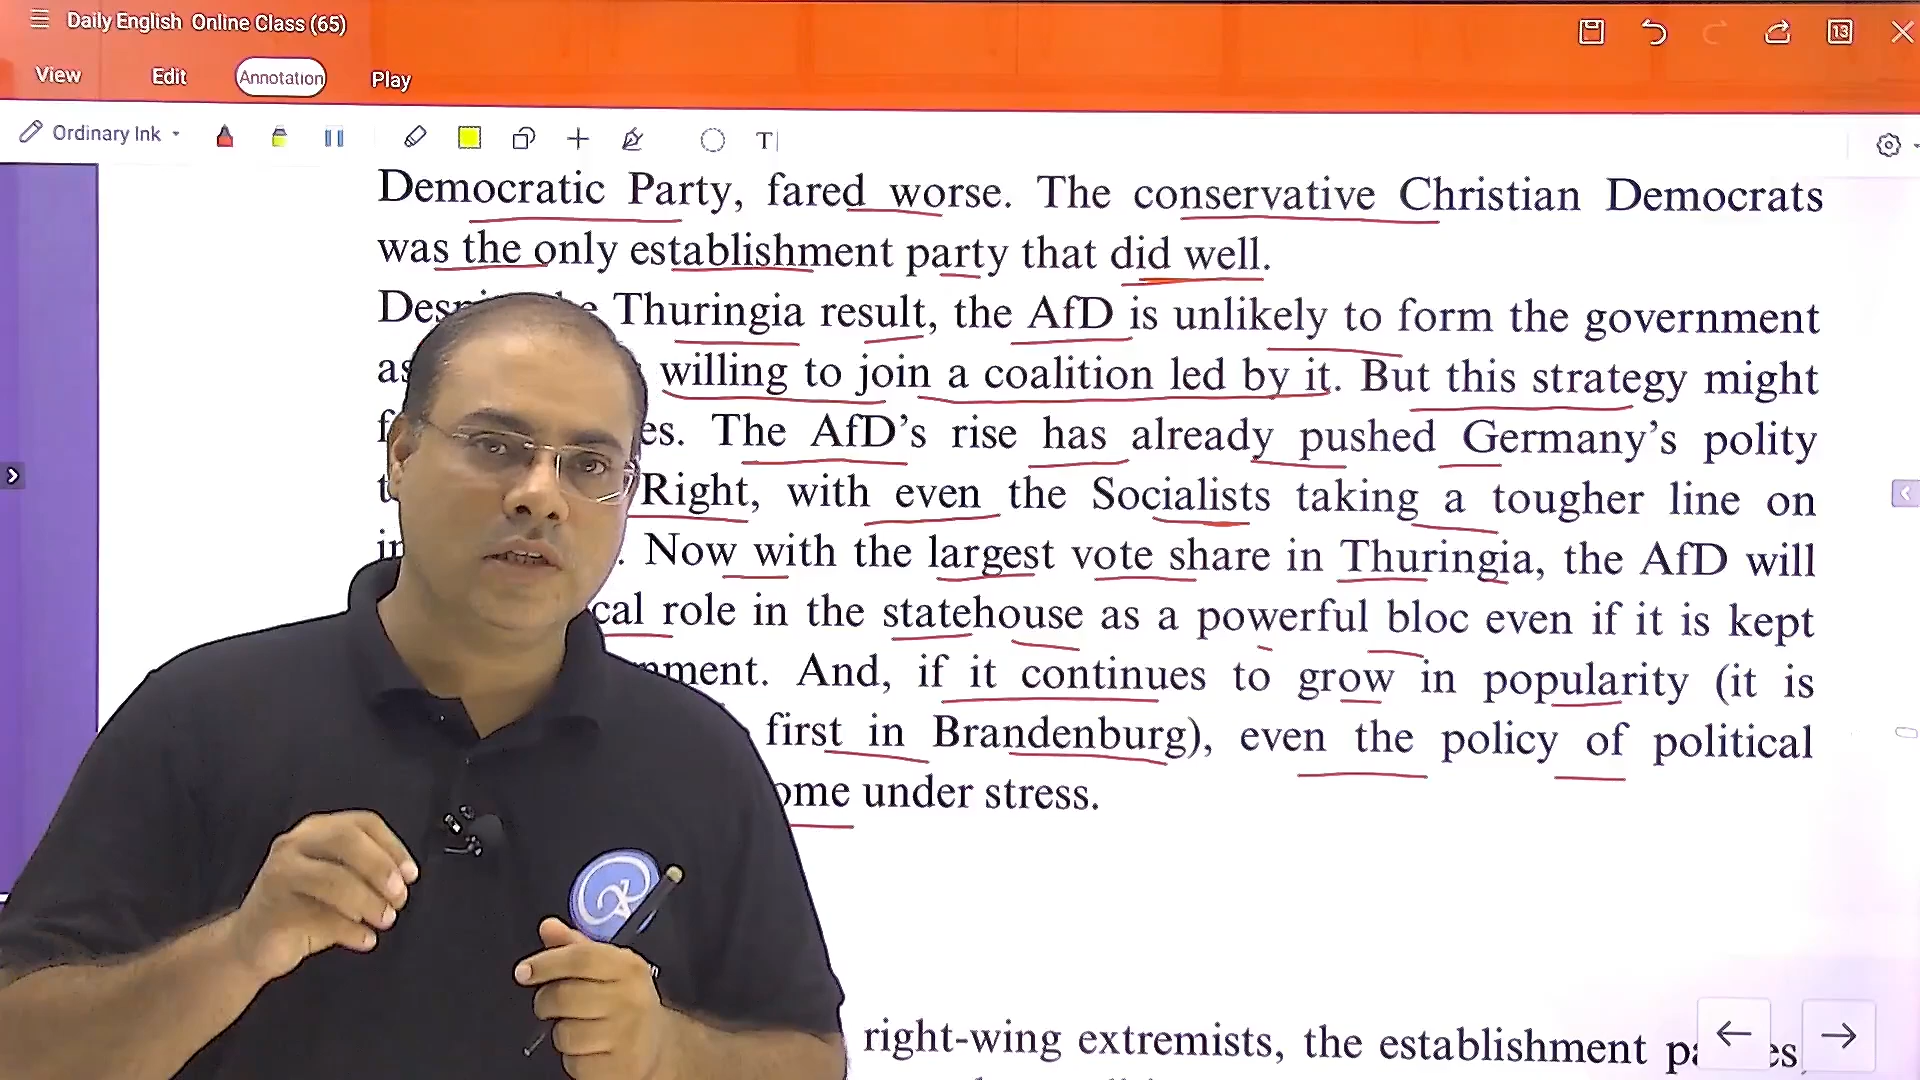 Daily English Online Class (65)
13
View Edit Annotation Play
Ordinary Ink
T
Democratic Party, fared worse. The conservative Christian Democrats
was the only establishment party that did well.
Thuringia result, the AfD is unlikely to form the government
willing to join a coalition led by it. But this strategy might
The AfD's rise has already pushed Germany's polity
Right, with even the Socialists taking a tougher line on
. Now with the largest vote share in Thuringia, the AfD will
role in the statehouse as a powerful bloc even if it is kept
And, if it continues to grow in popularity (it is
first in Brandenburg), even the policy of political
under stress.
right-wing extremists, the establishment